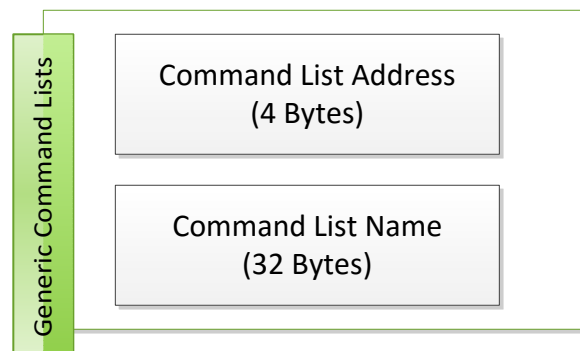 Generic Command Lists
Command List Address
(4 Bytes)
Command List Name
(32 Bytes)